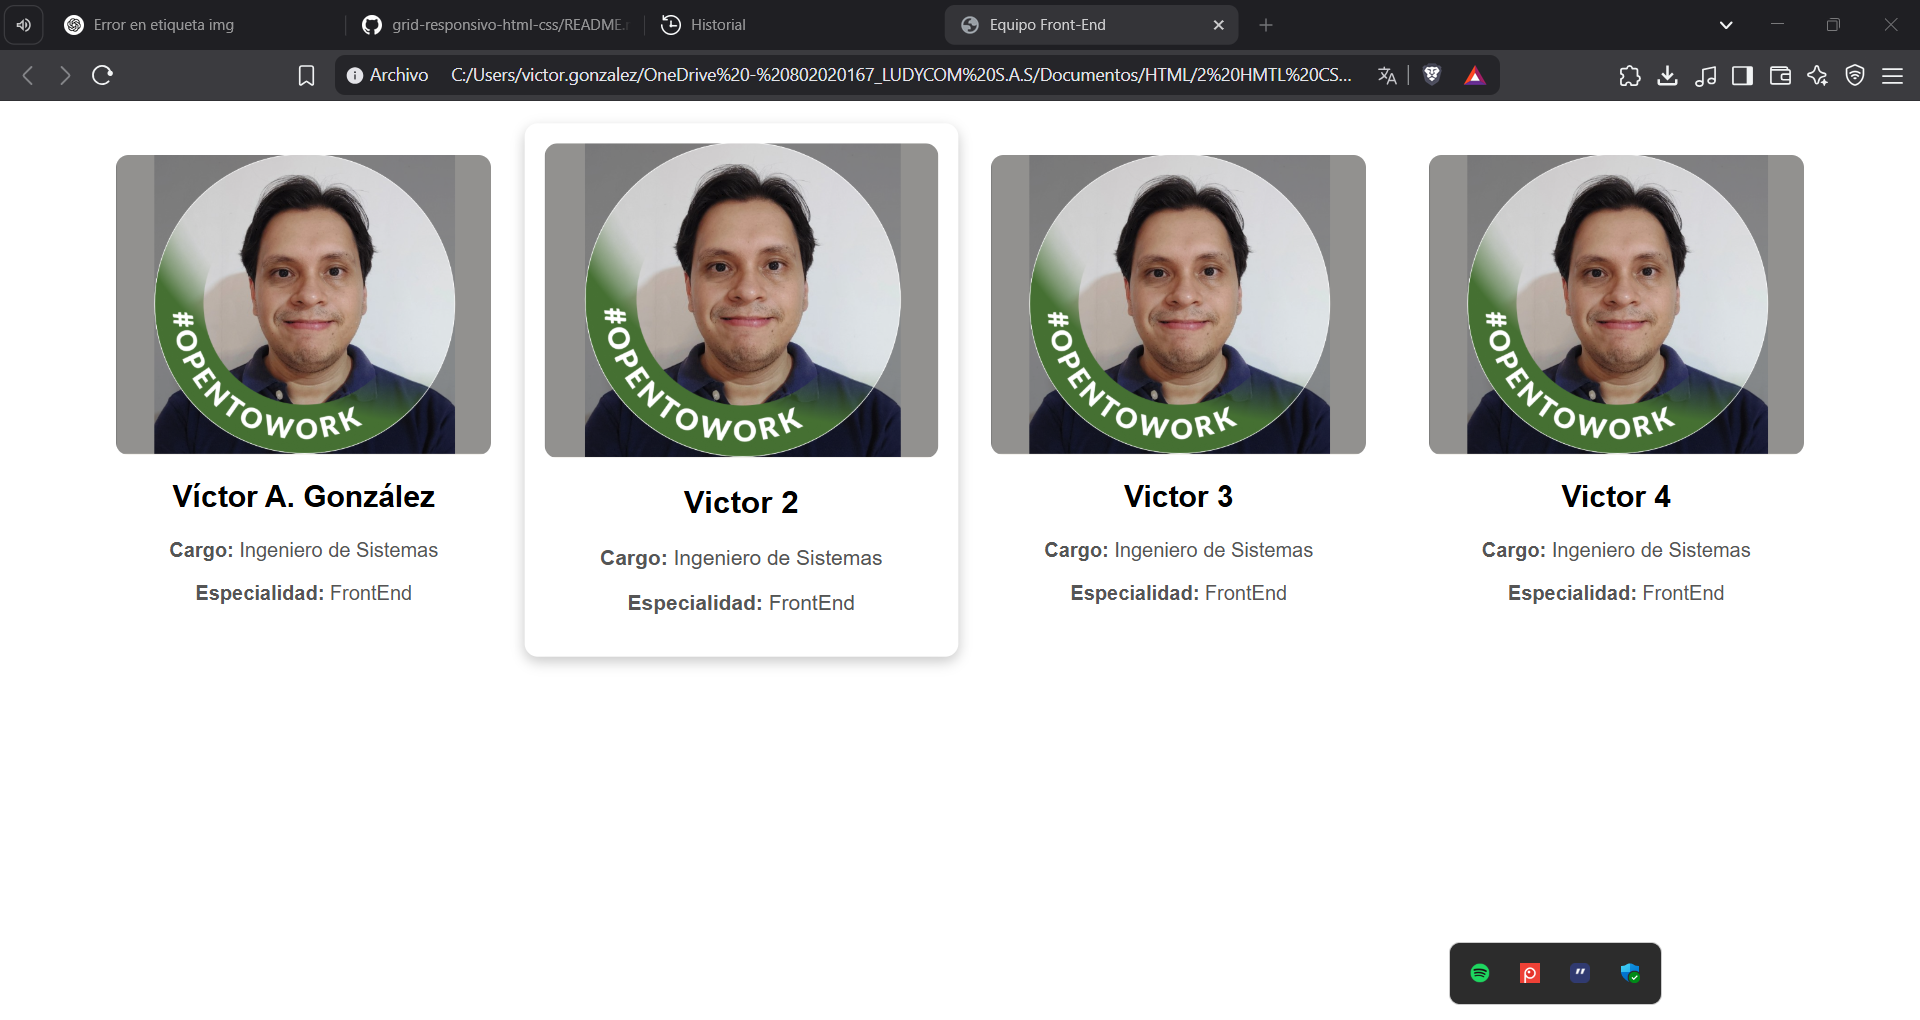 Error en etiqueta img
grid-responsivo-html-css/README.
Historial
Equipo Front-End
Archivo
C:/Users/victor.gonzalez/OneDrive%20-%20802020167_LUDYCOM%20S.A.S/Documentos/HTML/2%20HMTL%20CS...
#OPENTOWORK
#OPENTOWORK
#OPENTOWORK
#OPENTOWORK
Víctor A. González
Cargo: Ingeniero de Sistemas
Especialidad: FrontEnd
Victor 2
Cargo: Ingeniero de Sistemas
Especialidad: FrontEnd
Victor 3
Cargo: Ingeniero de Sistemas
Especialidad: FrontEnd
Victor 4
Cargo: Ingeniero de Sistemas
Especialidad: FrontEnd